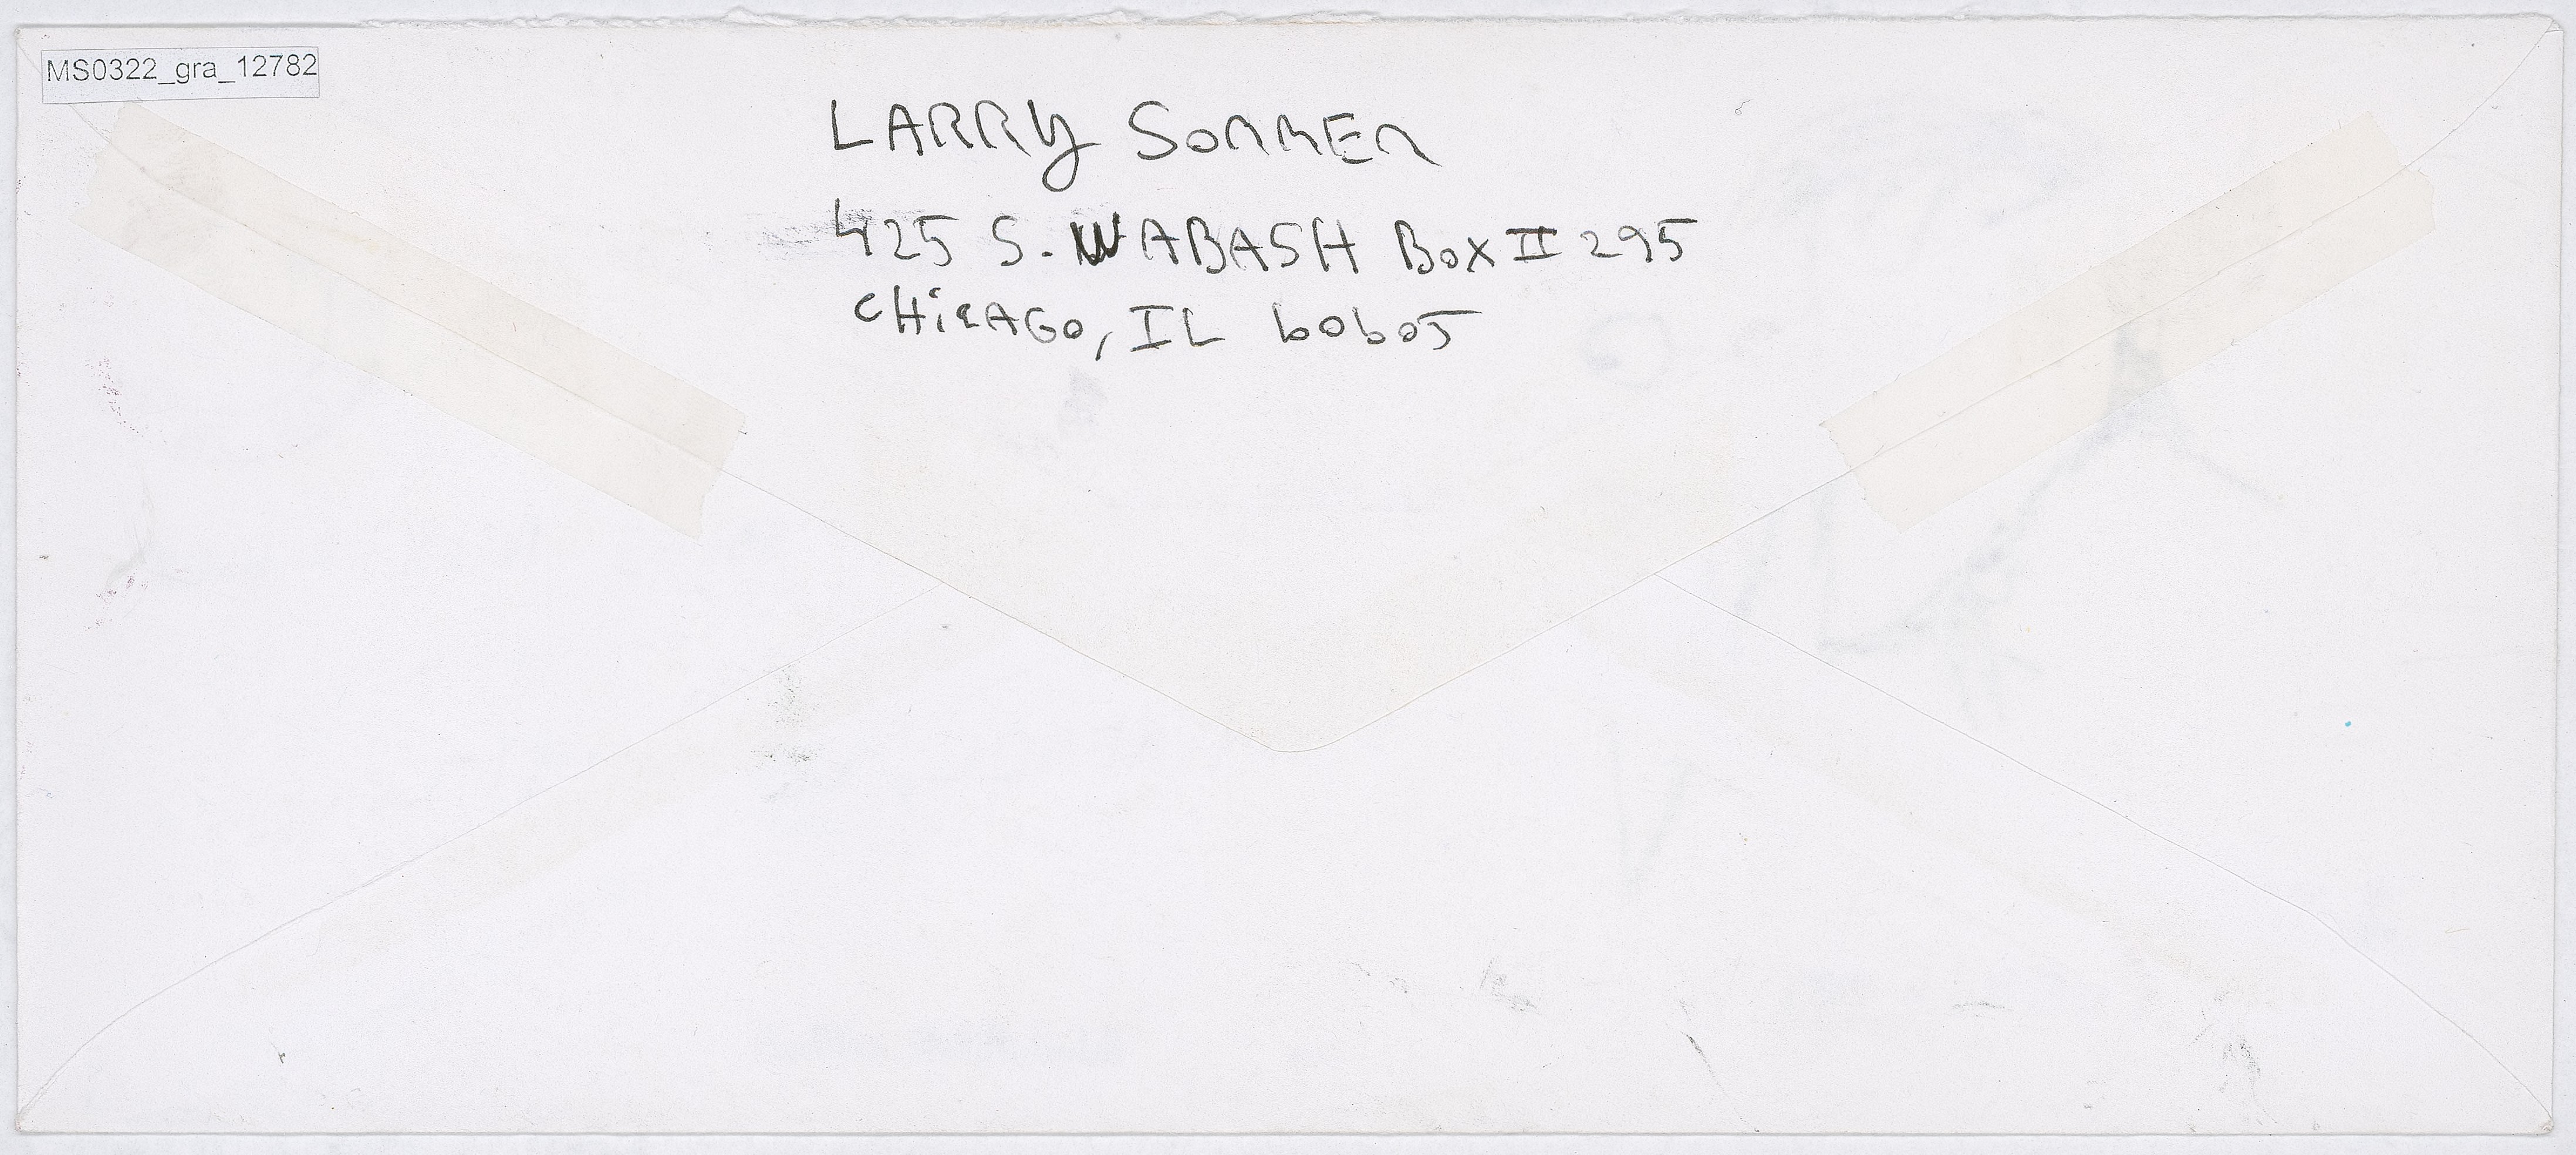 MS0322_gra_12782
LARRY SOMMER
425 S. WABASH BOX II 295
CHICAGO, IL 60605